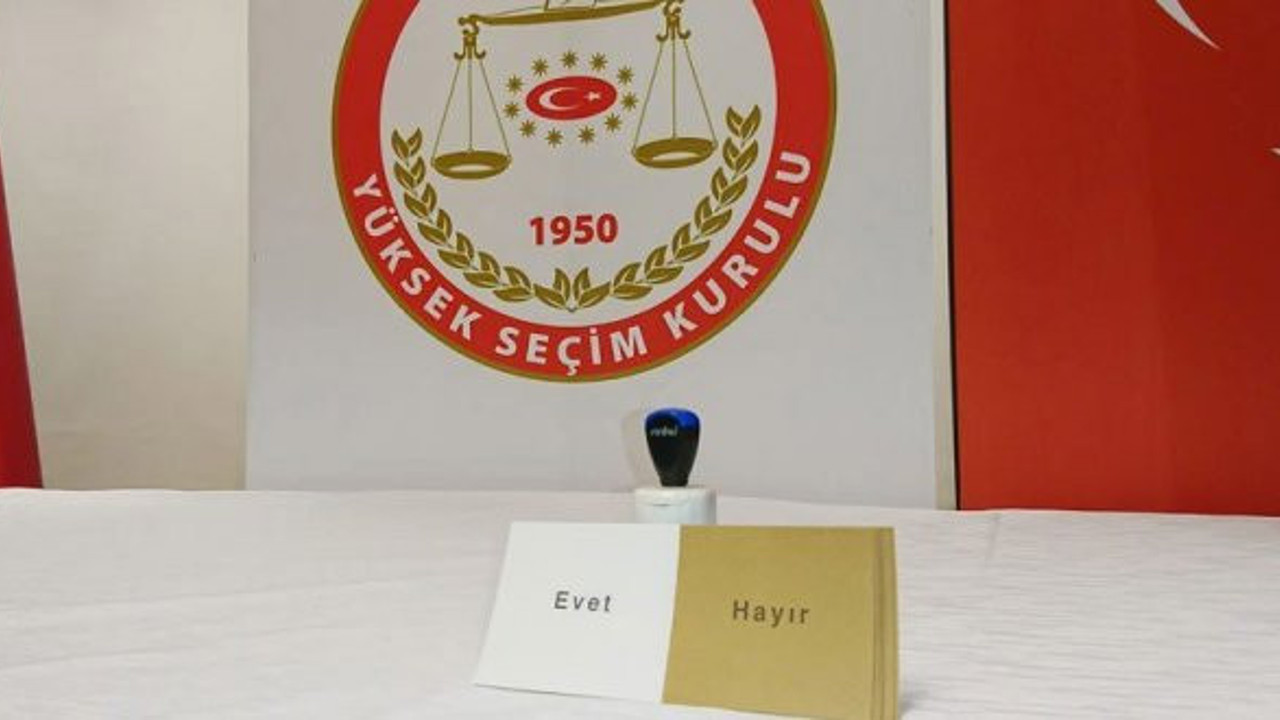 1950
YÜKSEK SEÇİM KURULU
Evet
Hayır